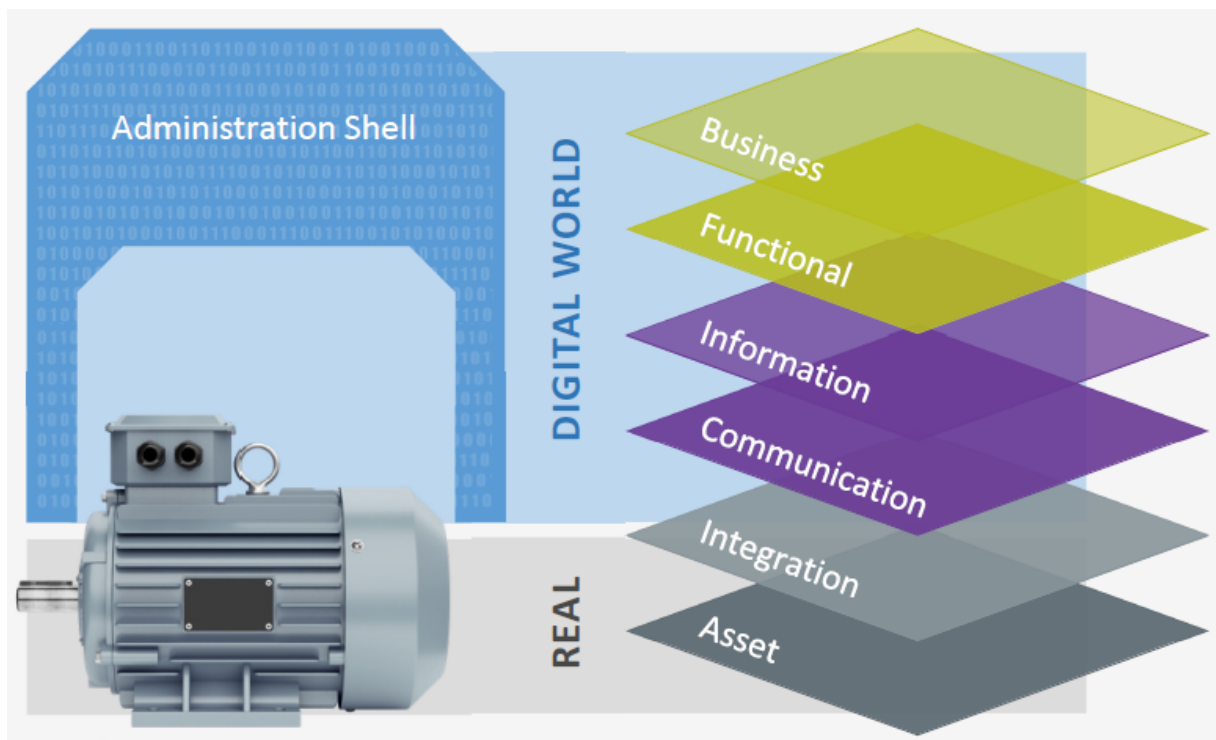 Administration Shell
DIGITAL WORLD
REAL
Business
Functional
Information
Communication
Integration
Asset